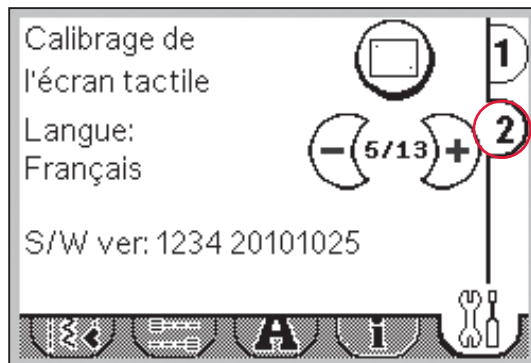 Calibrage de
l'écran tactile
1
Langue:
Français
5/13
2
S/W ver: 1234 20101025
A
i